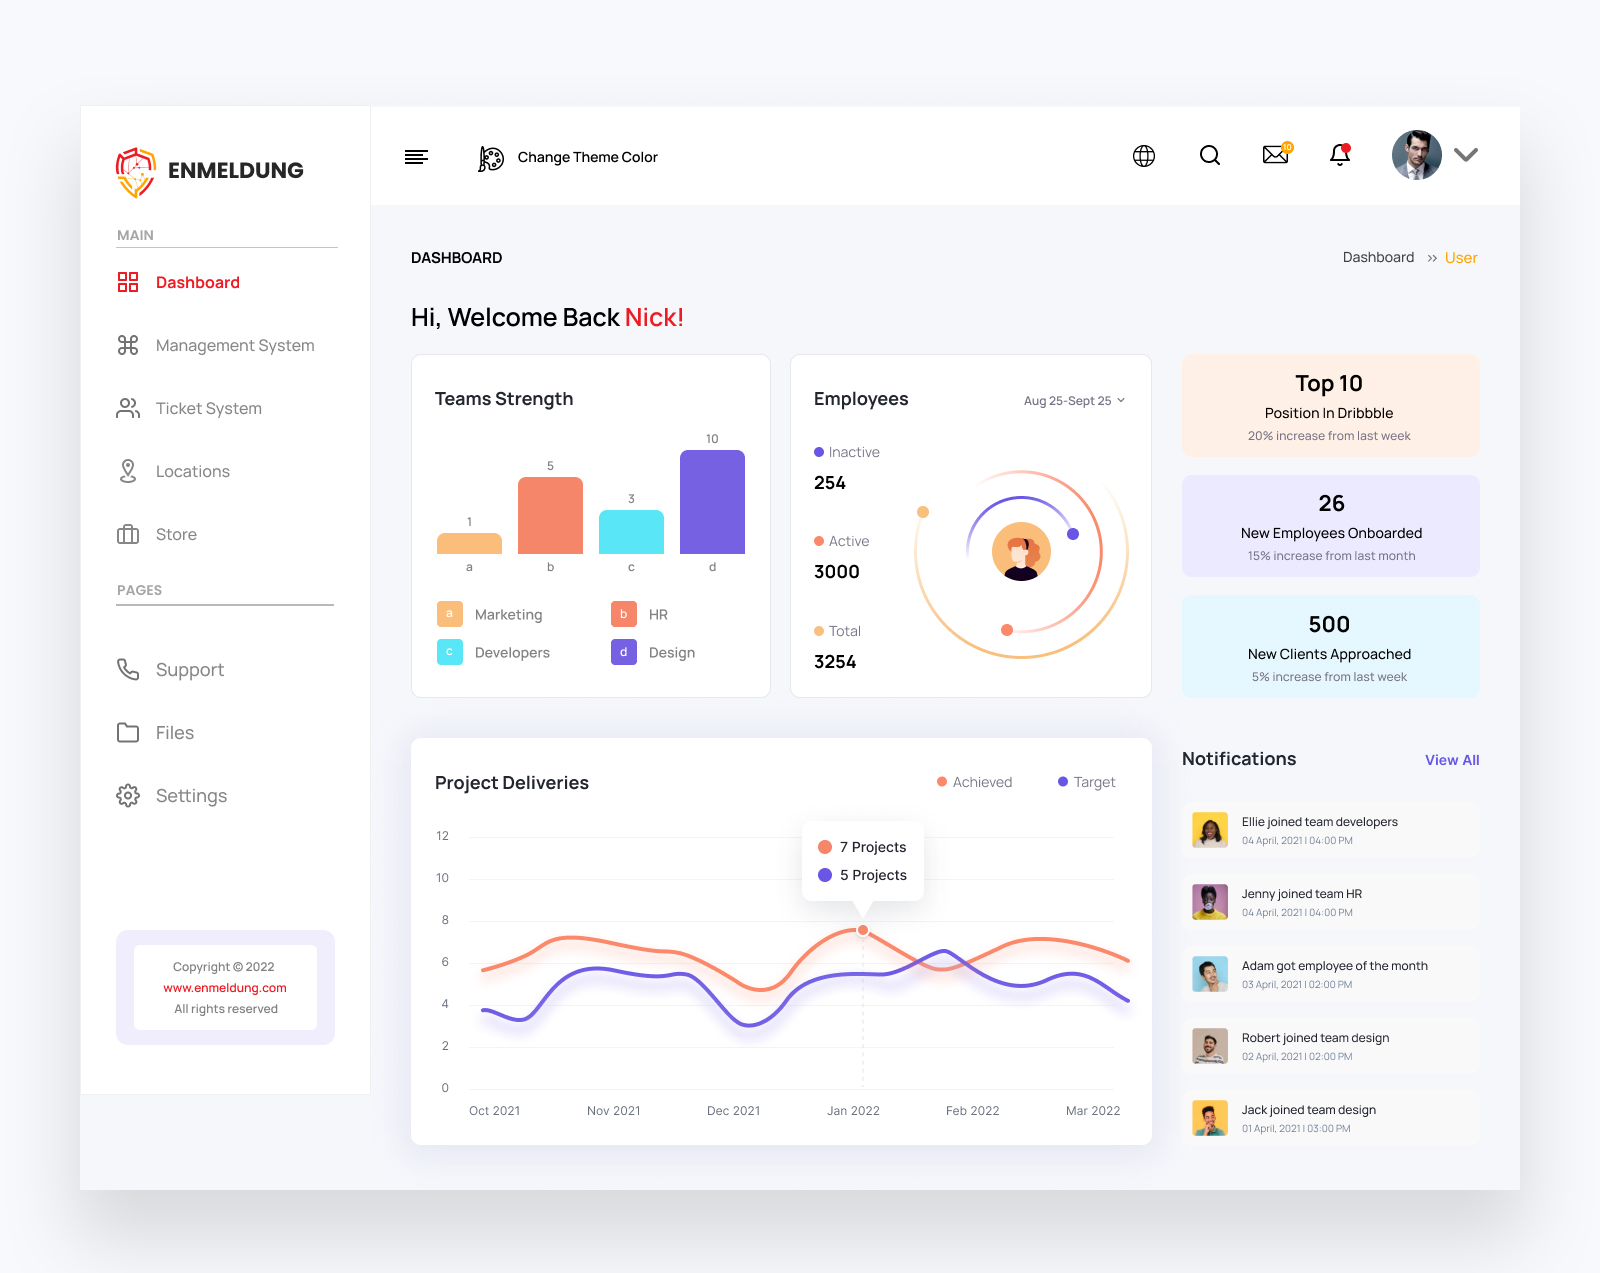 ENMELDUNG
MAIN
Dashboard
Management System
Ticket System
Locations
Store
PAGES
Support
Files
Settings
Copyright © 2022
www.enmeldung.com
All rights reserved
Change Theme Color
10
DASHBOARD
Dashboard >> User
Hi, Welcome Back Nick!
Teams Strength
10
5
3
1
a b c d
a Marketing b HR
c Developers d Design
Employees Aug 25-Sept 25
Inactive
254
Active
3000
Total
3254
Top 10
Position In Dribbble
20% increase from last week
26
New Employees Onboarded
15% increase from last month
500
New Clients Approached
5% increase from last week
Project Deliveries Achieved Target
12
10
8
6
4
2
0
7 Projects
5 Projects
Oct 2021 Nov 2021 Dec 2021 Jan 2022 Feb 2022 Mar 2022
Notifications View All
Ellie joined team developers
04 April, 2021 | 04:00 PM
Jenny joined team HR
04 April, 2021 | 04:00 PM
Adam got employee of the month
03 April, 2021 | 02:00 PM
Robert joined team design
02 April, 2021 | 02:00 PM
Jack joined team design
01 April, 2021 | 03:00 PM